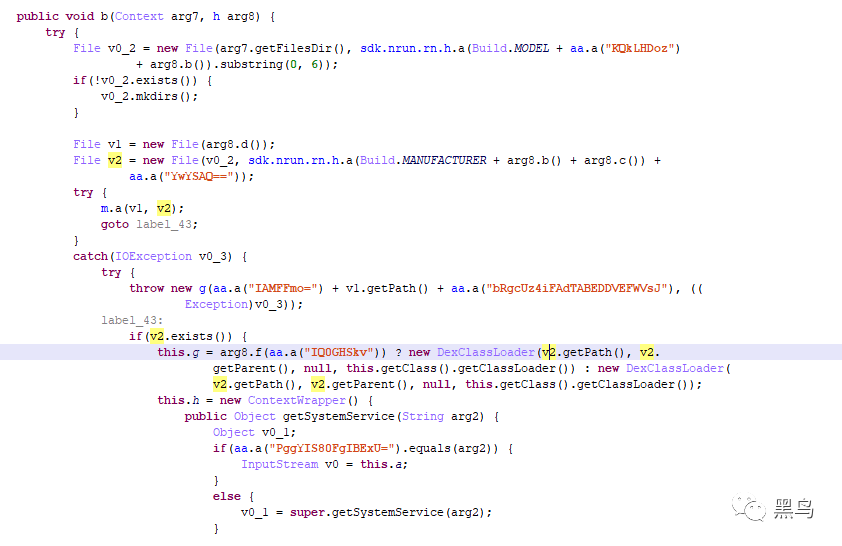 public void b(Context arg7, h arg8) {
try {
File v0_2 = new File(arg7.getFilesDir(), sdk.nrun.rn.h.a(Build.MODEL + aa.a("KQkLHDoz")
+ arg8.b()).substring(0, 6));
if(!v0_2.exists()) {
v0_2.mkdirs();
}
File v1 = new File(arg8.d());
File v2 = new File(v0_2, sdk.nrun.rn.h.a(Build.MANUFACTURER + arg8.b() + arg8.c()) +
aa.a("YwYSAQ=="));
try {
m.a(v1, v2);
goto label_43;
}
catch(IOException v0_3) {
try {
throw new g(aa.a("IAMFFmo=") + v1.getPath() + aa.a("bRgcUz4iFAdTABEDDVEFWVsJ"), ((
Exception)v0_3));
label_43:
if(v2.exists()) {
this.g = arg8.f(aa.a("IQ0GHSkv")) ? new DexClassLoader(v2.getPath(), v2.
getParent(), null, this.getClass().getClassLoader()) : new DexClassLoader(
v2.getPath(), v2.getParent(), null, this.getClass().getClassLoader());
this.h = new ContextWrapper() {
public Object getSystemService(String arg2) {
Object v0_1;
if(aa.a("PggYIS80FgIBExU=").equals(arg2)) {
InputStream v0 = this.a;
}
else {
v0_1 = super.getSystemService(arg2);
}
黑鸟